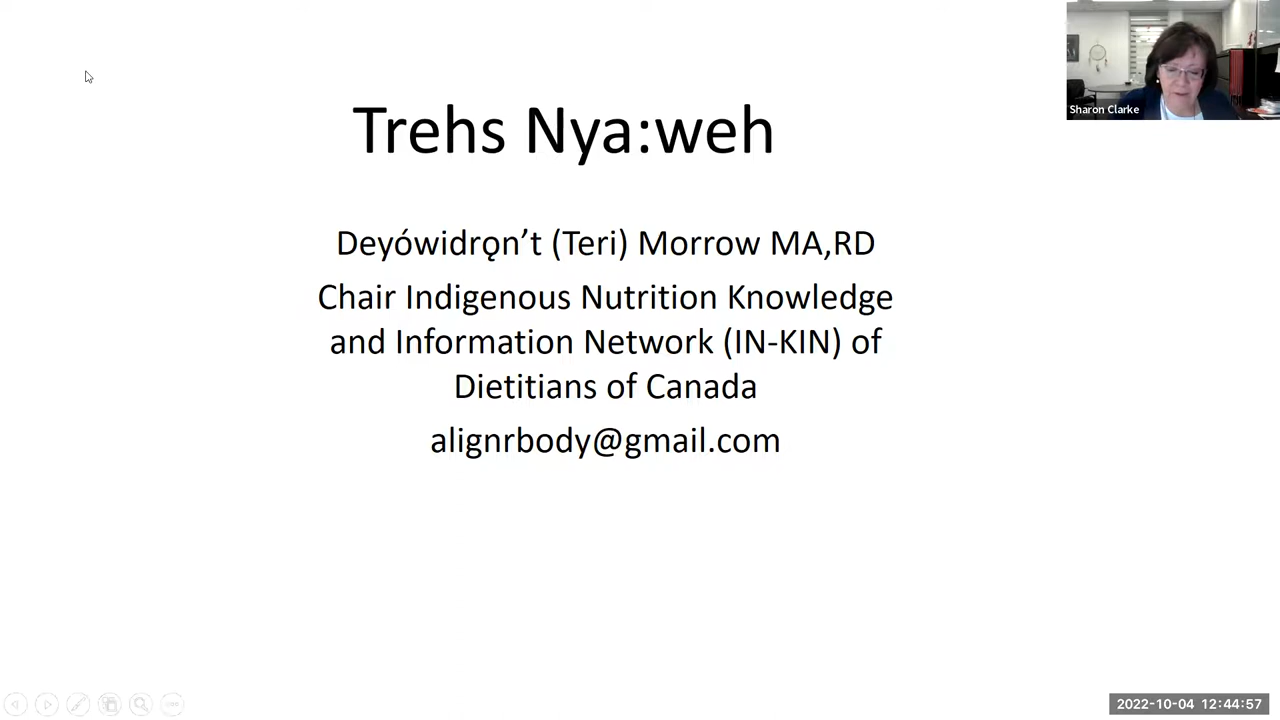 Trehs Nya:weh
Deyówidrǫn’t (Teri) Morrow MA,RD
Chair Indigenous Nutrition Knowledge
and Information Network (IN-KIN) of
Dietitians of Canada
alignrbody@gmail.com
Sharon Clarke
2022-10-04 12:44:57